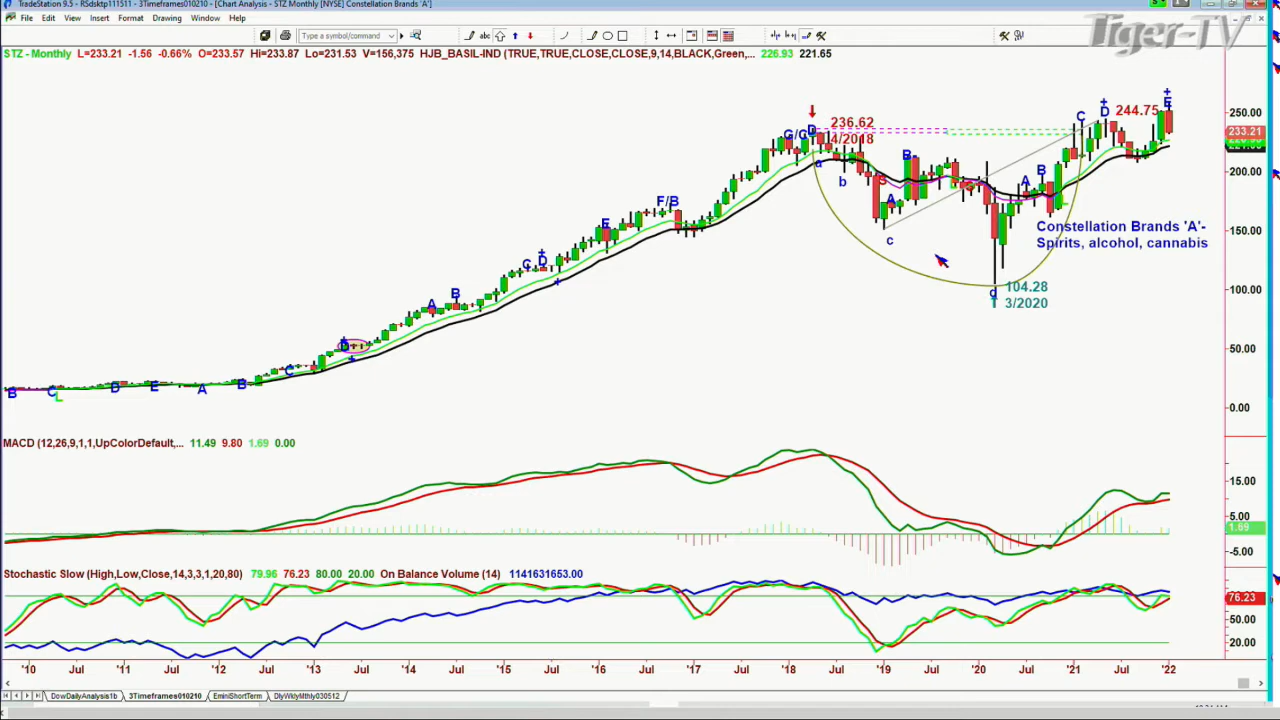 TradeStation 9.5 - RSdsktp111511 - 3Timeframes010210 - [Chart Analysis - STZ Monthly [NYSE] Constellation Brands 'A']
Tiger-TV
File Edit View Insert Format Drawing Window Help
Type a symbol/command
abc
STZ - Monthly L=233.21 -1.56 -0.66% O=233.57 Hi=233.87 Lo=231.53 V=156,375 HJB_BASIL-IND (TRUE,TRUE,CLOSE,CLOSE,9,14,BLACK,Green,... 226.93 221.65
236.62
4/2018
244.75
250.00
233.21
200.00
150.00
100.00
50.00
0.00
B C L D E A B C D A B C D E F/B G/C D
a b c d
S A B L S A B L C D E
Constellation Brands 'A'-
Spirits, alcohol, cannabis
104.28
3/2020
MACD (12,26,9,1,1,UpColorDefault,... 11.49 9.80 1.69 0.00
15.00
5.00
1.69
-5.00
Stochastic Slow (High,Low,Close,14,3,3,1,20,80) 79.96 76.23 80.00 20.00 On Balance Volume (14) 1141631653.00
76.23
50.00
20.00
'10 Jul '11 Jul '12 Jul '13 Jul '14 Jul '15 Jul '16 Jul '17 Jul '18 Jul '19 Jul '20 Jul '21 Jul '22
DowDailyAnalysis1b 3Timeframes010210 EminiShortTerm DlyWklyMthly030512